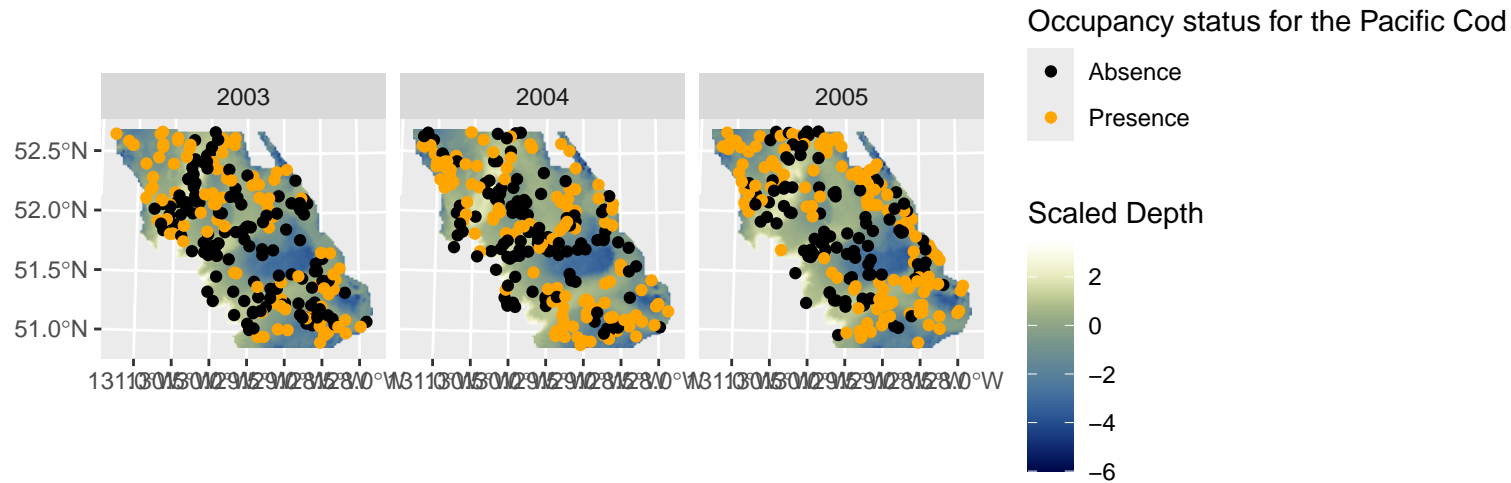 Occupancy status for the Pacific Cod
Absence
Presence
2003
2004
2005
52.5°N
52.0°N
51.5°N
51.0°N
Scaled Depth
2
0
−2
−4
−6